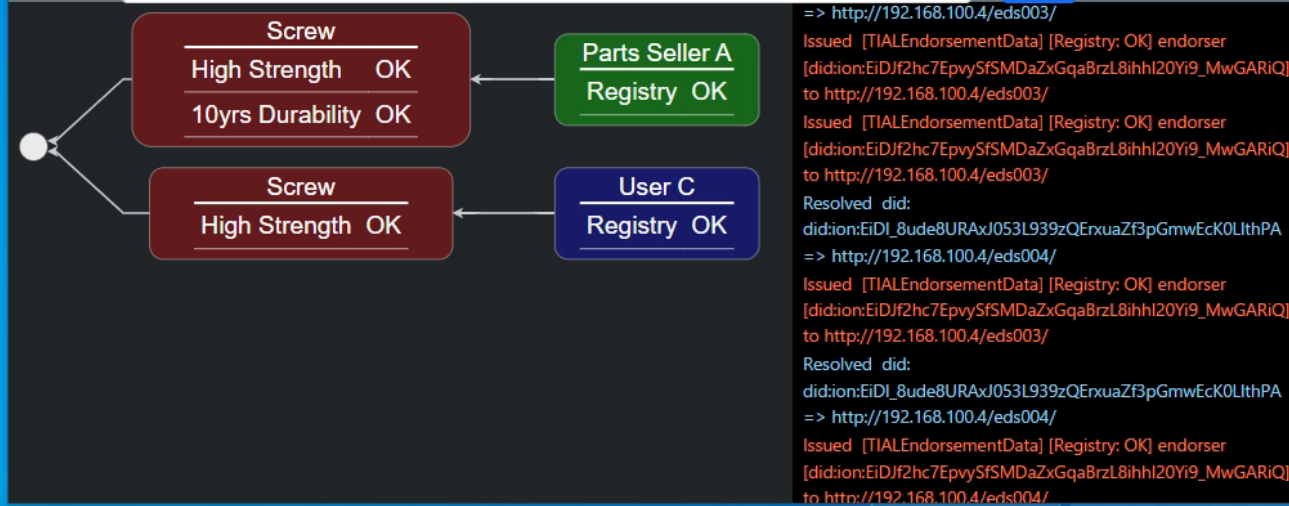 Screw
High Strength OK
10yrs Durability OK
Parts Seller A
Registry OK
Screw
High Strength OK
User C
Registry OK
=> http://192.168.100.4/eds003/
Issued [TIALEndorsementData] [Registry: OK] endorser
[did:ion:EiDJf2hc7EpvySfSMDaZxGqaBrzL8ihhI20Yi9_MwGARiQ]
to http://192.168.100.4/eds003/
Issued [TIALEndorsementData] [Registry: OK] endorser
[did:ion:EiDJf2hc7EpvySfSMDaZxGqaBrzL8ihhI20Yi9_MwGARiQ]
to http://192.168.100.4/eds003/
Resolved did:
did:ion:EiDI_8ude8URAxJ053L939zQErxuaZf3pGmwEcK0LIthPA
=> http://192.168.100.4/eds004/
Issued [TIALEndorsementData] [Registry: OK] endorser
[did:ion:EiDJf2hc7EpvySfSMDaZxGqaBrzL8ihhI20Yi9_MwGARiQ]
to http://192.168.100.4/eds003/
Resolved did:
did:ion:EiDI_8ude8URAxJ053L939zQErxuaZf3pGmwEcK0LIthPA
=> http://192.168.100.4/eds004/
Issued [TIALEndorsementData] [Registry: OK] endorser
[did:ion:EiDJf2hc7EpvySfSMDaZxGqaBrzL8ihhI20Yi9_MwGARiQ]
to http://192.168.100.4/eds004/